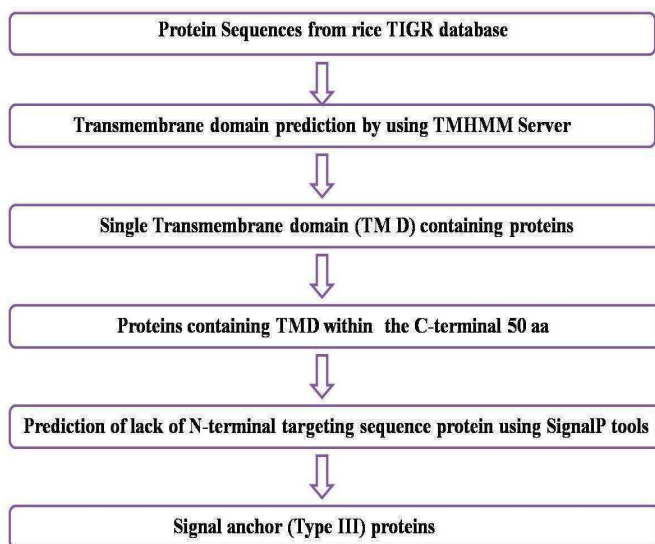 Protein Sequences from rice TIGR database
Transmembrane domain prediction by using TMHMM Server
Single Transmembrane domain (TM D) containing proteins
Proteins containing TMD within the C-terminal 50 aa
Prediction of lack of N-terminal targeting sequence protein using SignalP tools
Signal anchor (Type III) proteins